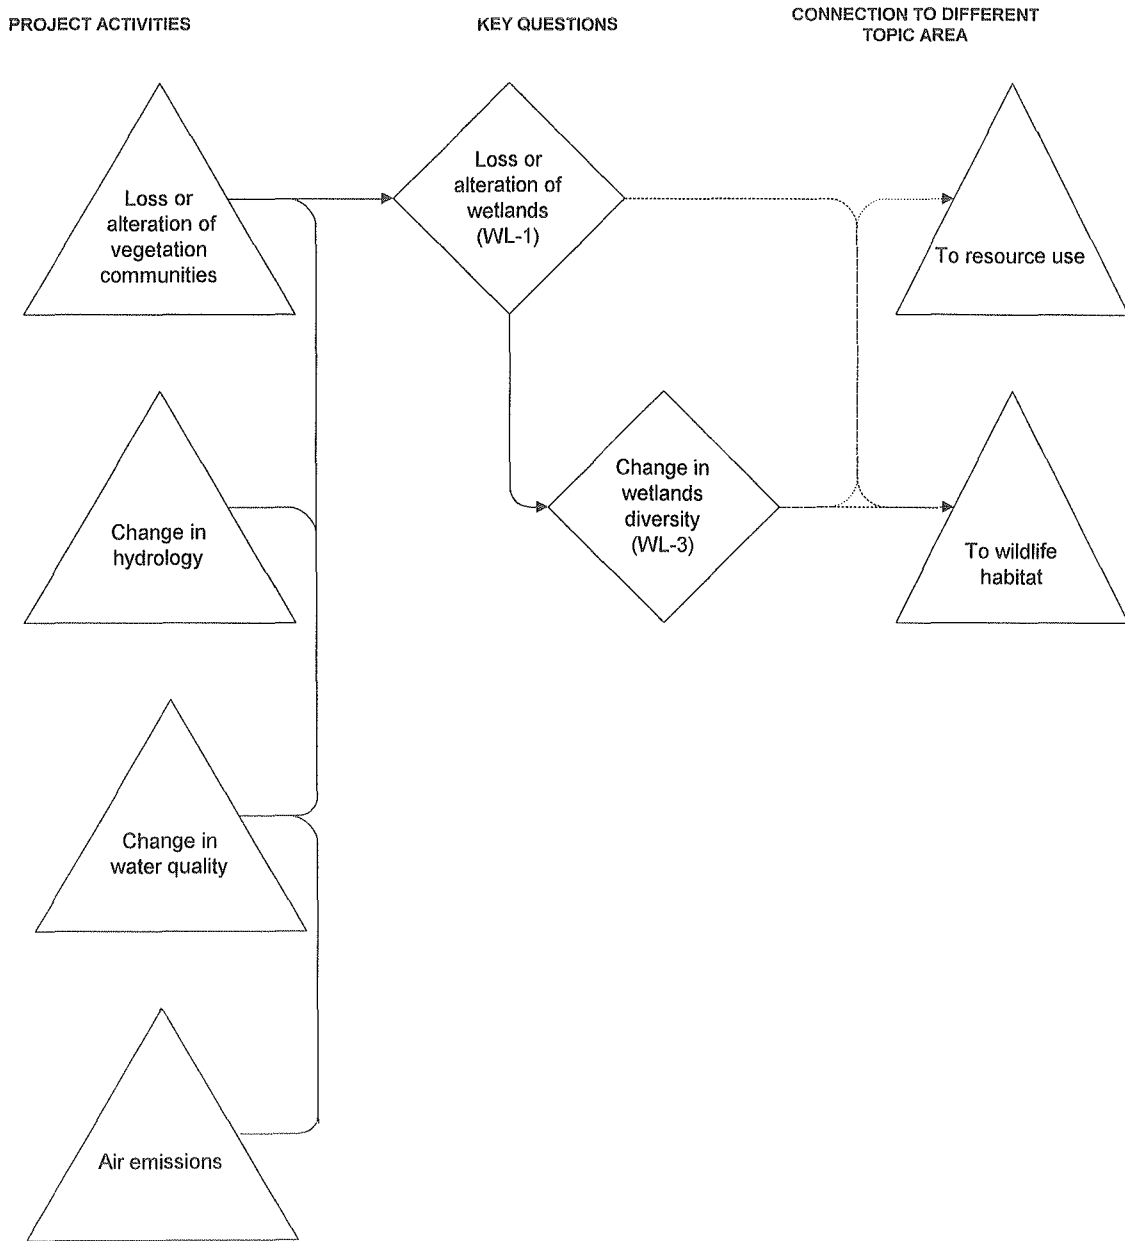 PROJECT ACTIVITIES
KEY QUESTIONS
CONNECTION TO DIFFERENT
TOPIC AREA
Loss or
alteration of
vegetation
communities
Loss or
alteration of
wetlands
(WL-1)
To resource use
Change in
hydrology
Change in
wetlands
diversity
(WL-3)
To wildlife
habitat
Change in
water quality
Air emissions